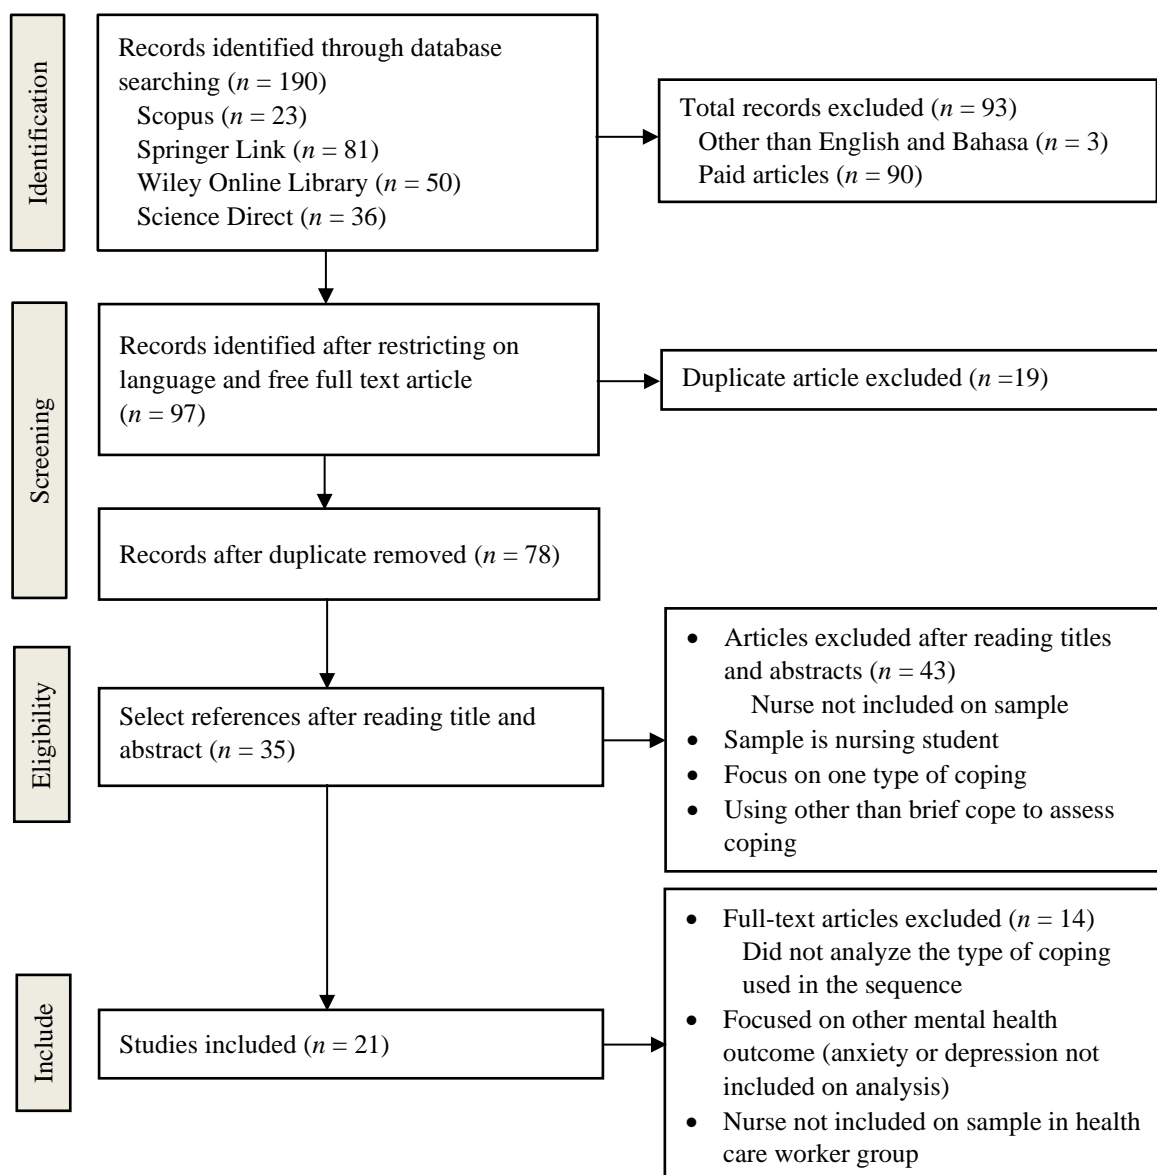 Identification
Records identified through database
searching (n = 190)
Scopus (n = 23)
Springer Link (n = 81)
Wiley Online Library (n = 50)
Science Direct (n = 36)
Total records excluded (n = 93)
Other than English and Bahasa (n = 3)
Paid articles (n = 90)
Screening
Records identified after restricting on
language and free full text article
(n = 97)
Duplicate article excluded (n =19)
Records after duplicate removed (n = 78)
Eligibility
Select references after reading title and
abstract (n = 35)
• Articles excluded after reading titles
and abstracts (n = 43)
Nurse not included on sample
• Sample is nursing student
• Focus on one type of coping
• Using other than brief cope to assess
coping
Include
Studies included (n = 21)
• Full-text articles excluded (n = 14)
Did not analyze the type of coping
used in the sequence
• Focused on other mental health
outcome (anxiety or depression not
included on analysis)
• Nurse not included on sample in health
care worker group